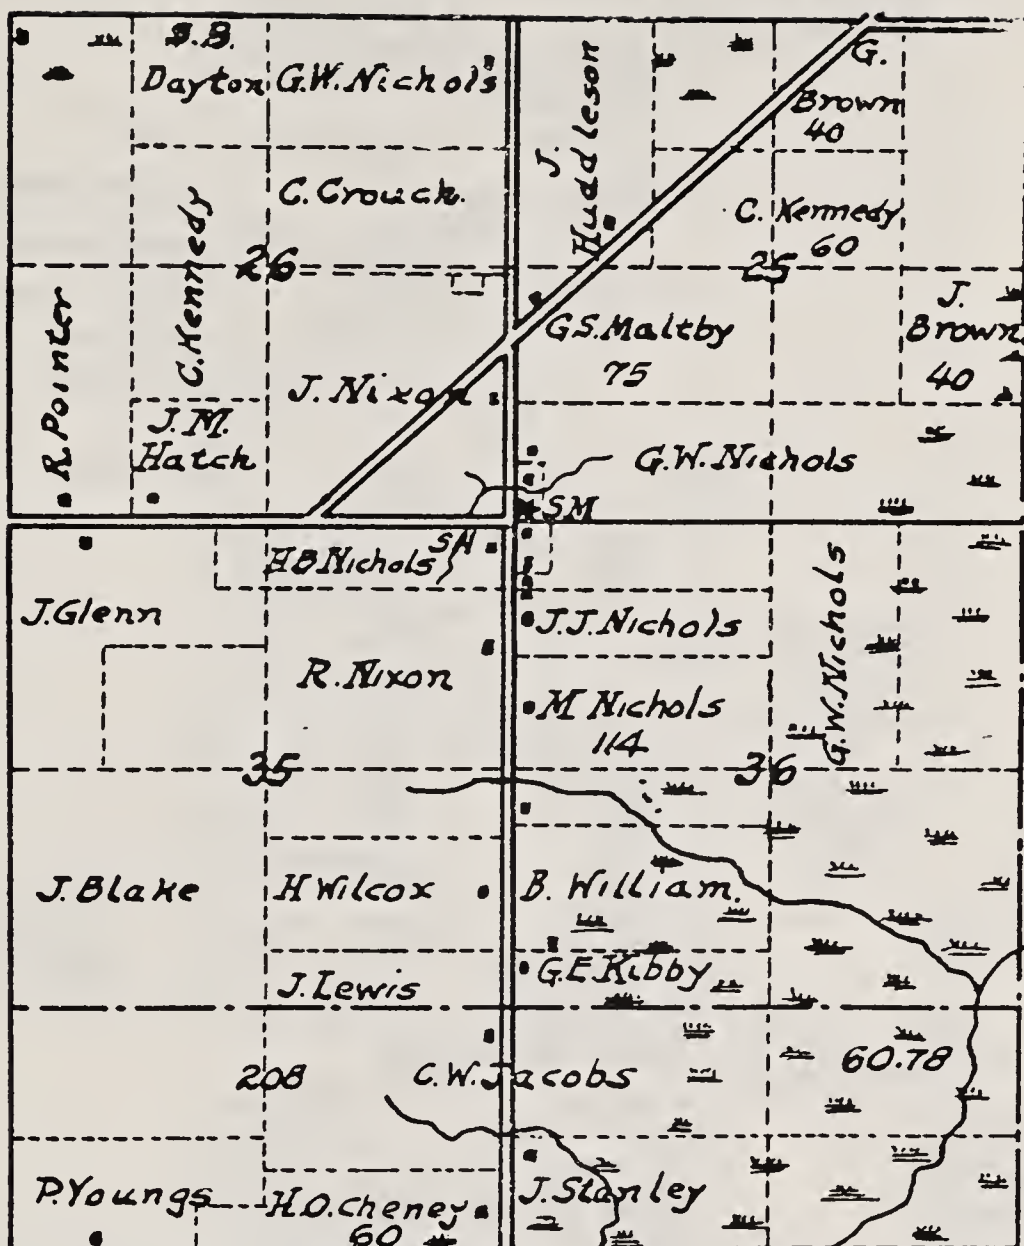 S.B.
Dayton
G.W. Nichols
C. Crouch.
C. Kennedy
26
R. Pointer
J. Nixon
J.M.
Hatch
J.
Huddleson
G.
Brown
40
C. Kennedy
60
25
G.S. Maltby
75
J.
Brown
40
G.W. Nichols
SM
H B Nichols
SH
J. Glenn
R. Nixon
J.J. Nichols
M Nichols
114
G.W. Nichols
35
36
J. Blake
H Wilcox
B. William.
J. Lewis
G.E. Kibby
208
C.W. Jacobs
60.78
P. Youngs
H.O. Cheney
60
J. Stanley